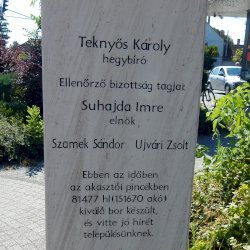 Teknyős Károly
hegybíró
Ellenőrző bizottság tagjai:
Suhajda Imre
elnök
Szamek Sándor Ujvári Zsolt
Ebben az időben
az akasztói pincékben
81477 hl(151670 akó)
kiváló bor készült,
és vitte jó hírét
településünknek.